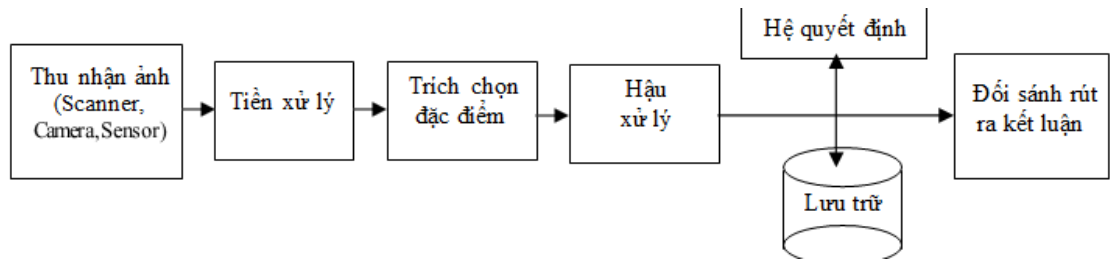 Thu nhận ảnh
(Scanner,
Camera,Sensor)
Tiền xử lý
Trích chọn
đặc điểm
Hậu
xử lý
Hệ quyết định
Lưu trữ
Đối sánh rút
ra kết luận